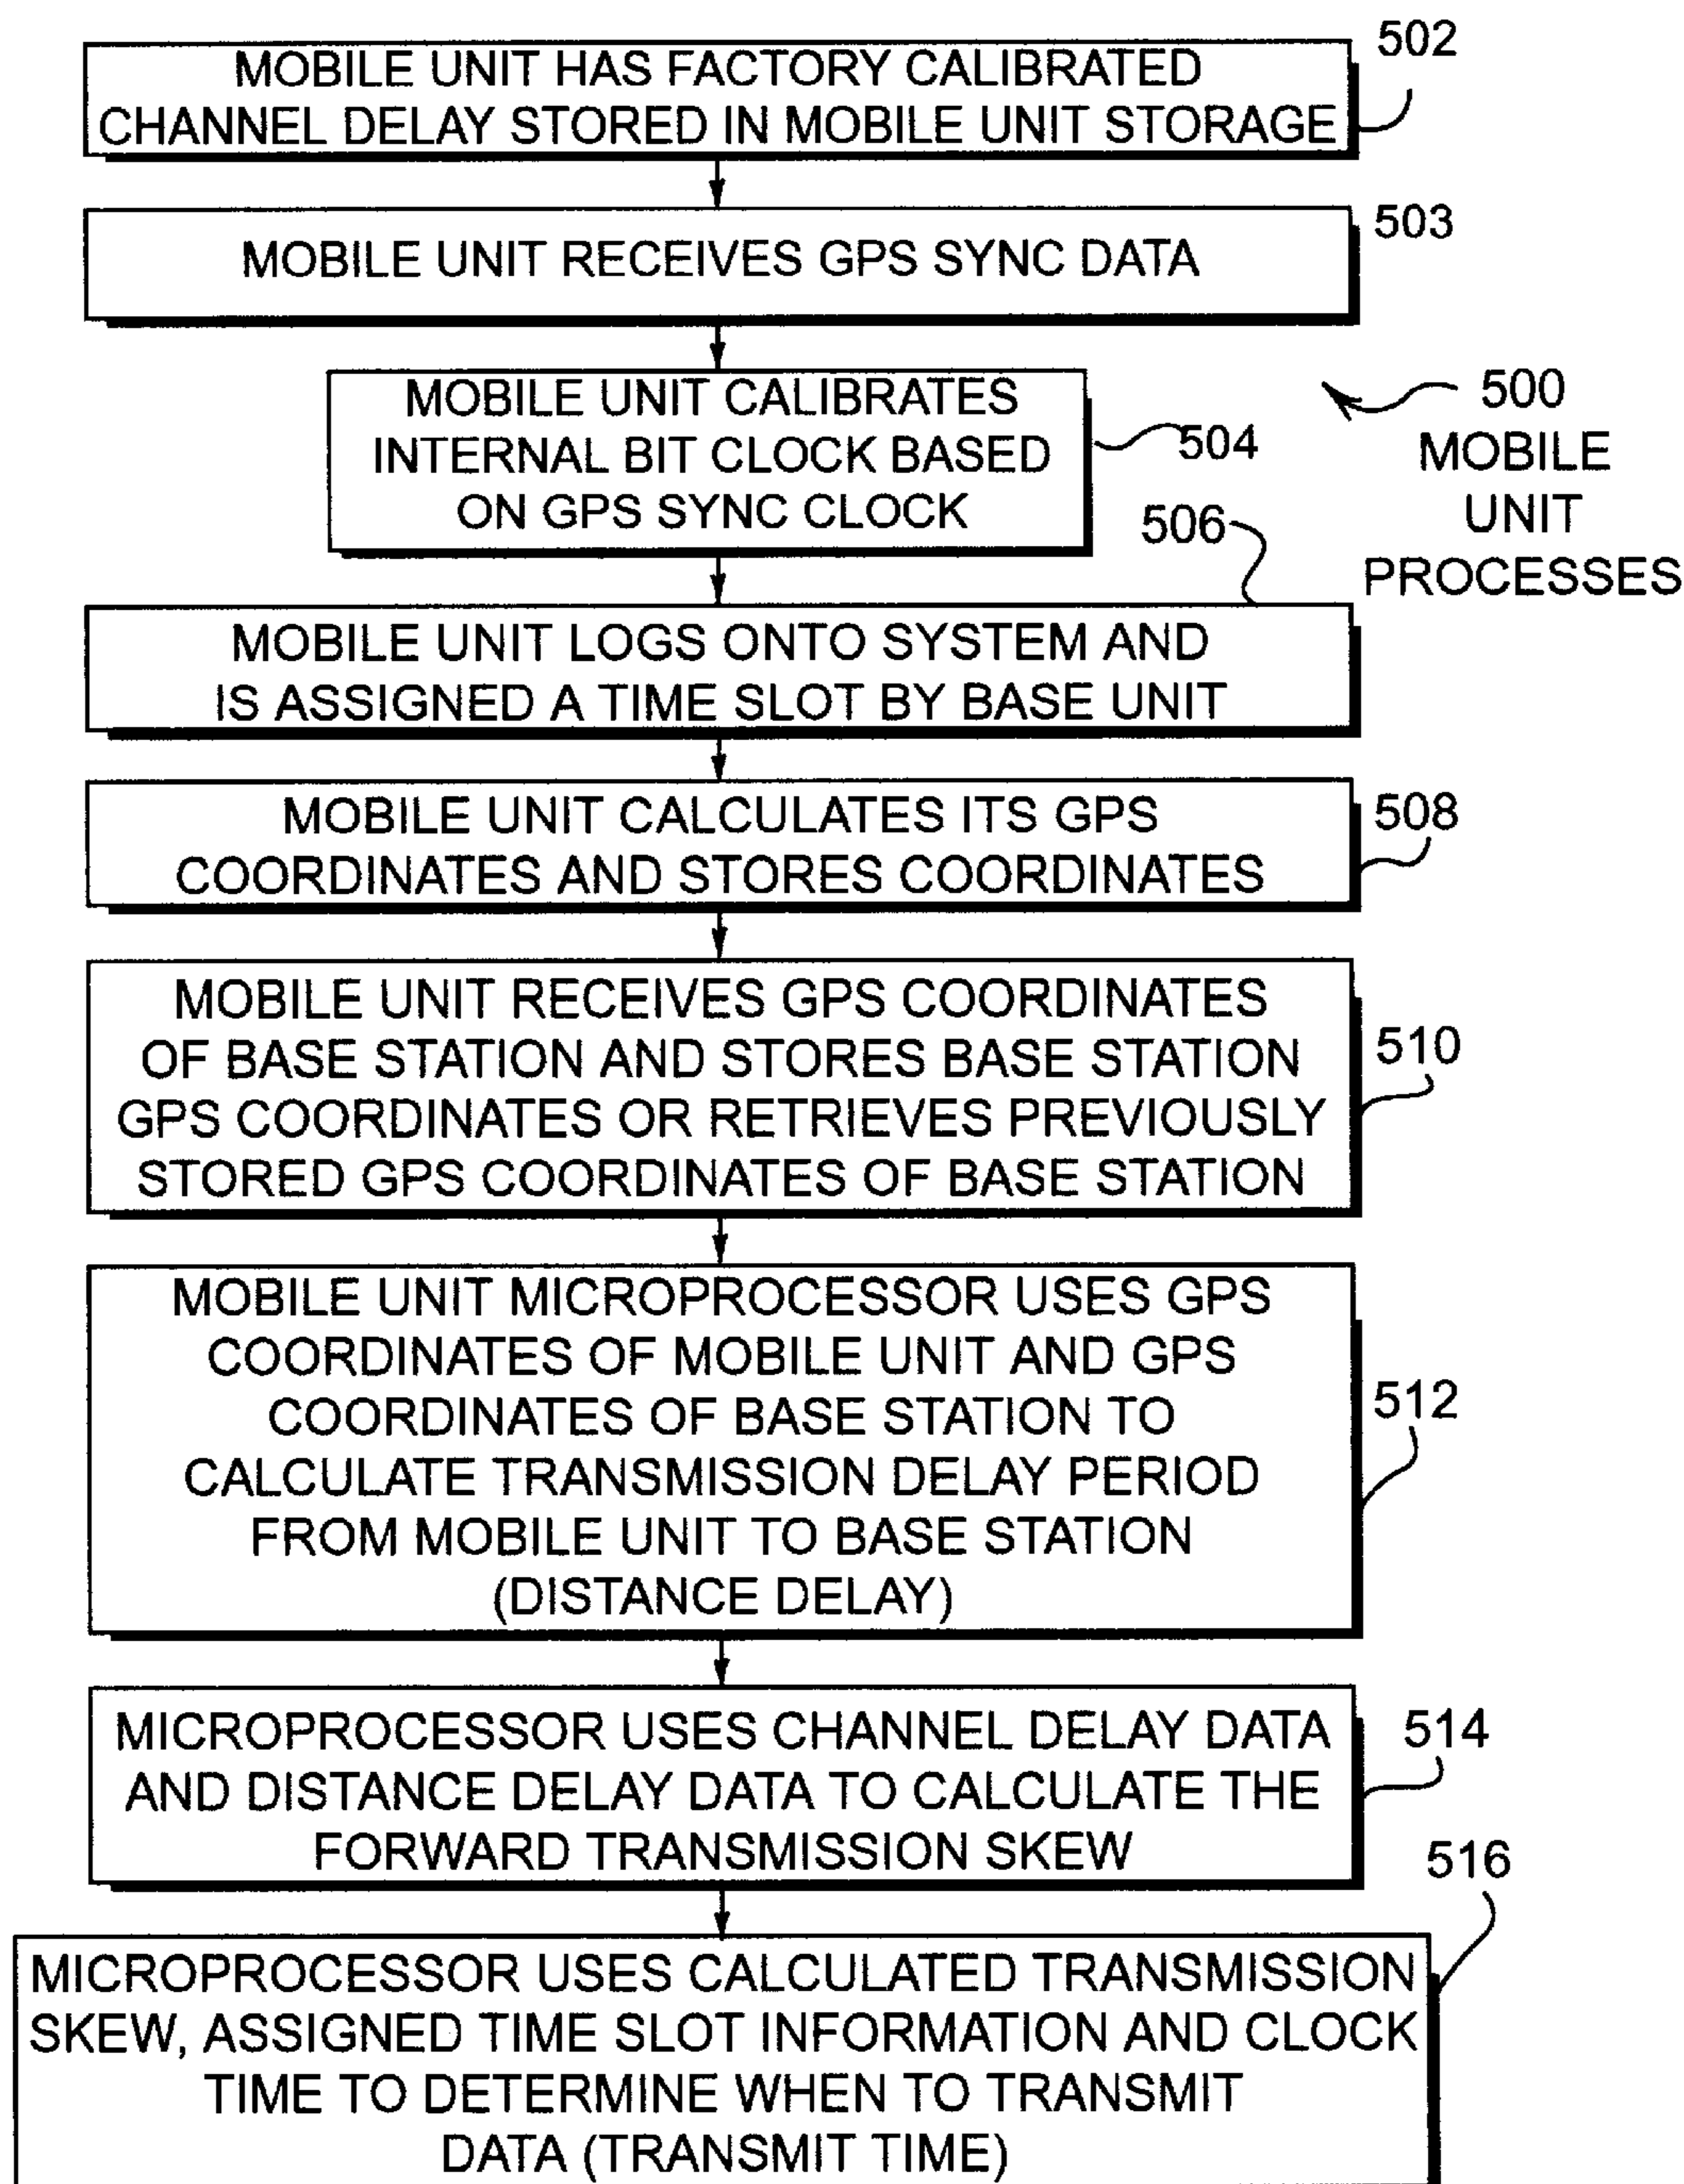 502
MOBILE UNIT HAS FACTORY CALIBRATED
CHANNEL DELAY STORED IN MOBILE UNIT STORAGE
503
MOBILE UNIT RECEIVES GPS SYNC DATA
MOBILE UNIT CALIBRATES
INTERNAL BIT CLOCK BASED
ON GPS SYNC CLOCK
504
500
MOBILE
UNIT
PROCESSES
506
MOBILE UNIT LOGS ONTO SYSTEM AND
IS ASSIGNED A TIME SLOT BY BASE UNIT
MOBILE UNIT CALCULATES ITS GPS
COORDINATES AND STORES COORDINATES
508
MOBILE UNIT RECEIVES GPS COORDINATES
OF BASE STATION AND STORES BASE STATION
GPS COORDINATES OR RETRIEVES PREVIOUSLY
STORED GPS COORDINATES OF BASE STATION
510
MOBILE UNIT MICROPROCESSOR USES GPS
COORDINATES OF MOBILE UNIT AND GPS
COORDINATES OF BASE STATION TO
CALCULATE TRANSMISSION DELAY PERIOD
FROM MOBILE UNIT TO BASE STATION
(DISTANCE DELAY)
512
MICROPROCESSOR USES CHANNEL DELAY DATA
AND DISTANCE DELAY DATA TO CALCULATE THE
FORWARD TRANSMISSION SKEW
514
516
MICROPROCESSOR USES CALCULATED TRANSMISSION
SKEW, ASSIGNED TIME SLOT INFORMATION AND CLOCK
TIME TO DETERMINE WHEN TO TRANSMIT
DATA (TRANSMIT TIME)